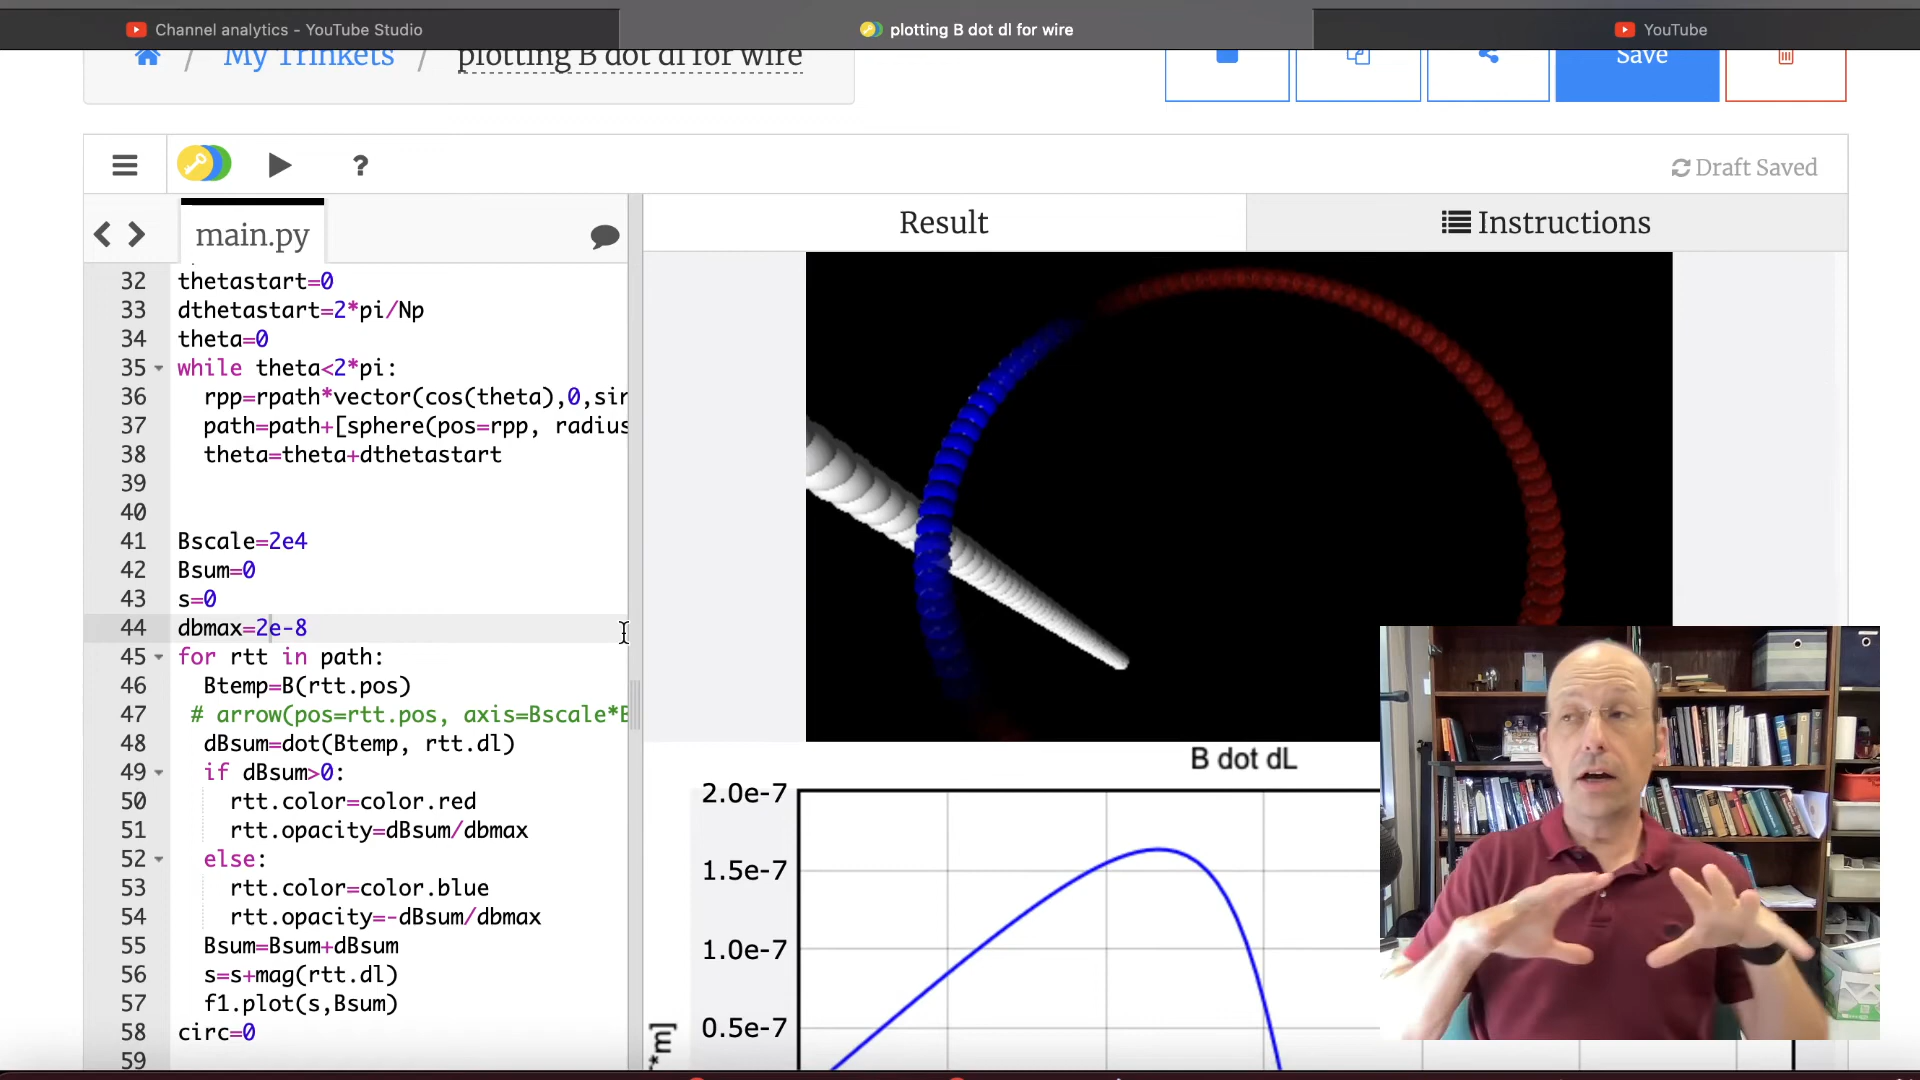 Channel analytics - YouTube Studio
plotting B dot dl for wire
YouTube
/ My Trinkets / plotting B dot dl for wire
Save
?
Draft Saved
main.py
Result
Instructions
32 thetastart=0
33 dthetastart=2*pi/Np
34 theta=0
35 while theta<2*pi:
36 rpp=rpath*vector(cos(theta),0,sin
37 path=path+[sphere(pos=rpp, radius
38 theta=theta+dthetastart
39
40
41 Bscale=2e4
42 Bsum=0
43 s=0
44 dbmax=2e-8
45 for rtt in path:
46 Btemp=B(rtt.pos)
47 # arrow(pos=rtt.pos, axis=Bscale*B
48 dBsum=dot(Btemp, rtt.dl)
49 if dBsum>0:
50 rtt.color=color.red
51 rtt.opacity=dBsum/dbmax
52 else:
53 rtt.color=color.blue
54 rtt.opacity=-dBsum/dbmax
55 Bsum=Bsum+dBsum
56 s=s+mag(rtt.dl)
57 f1.plot(s,Bsum)
58 circ=0
59
B dot dL
2.0e-7
1.5e-7
1.0e-7
0.5e-7
*m]